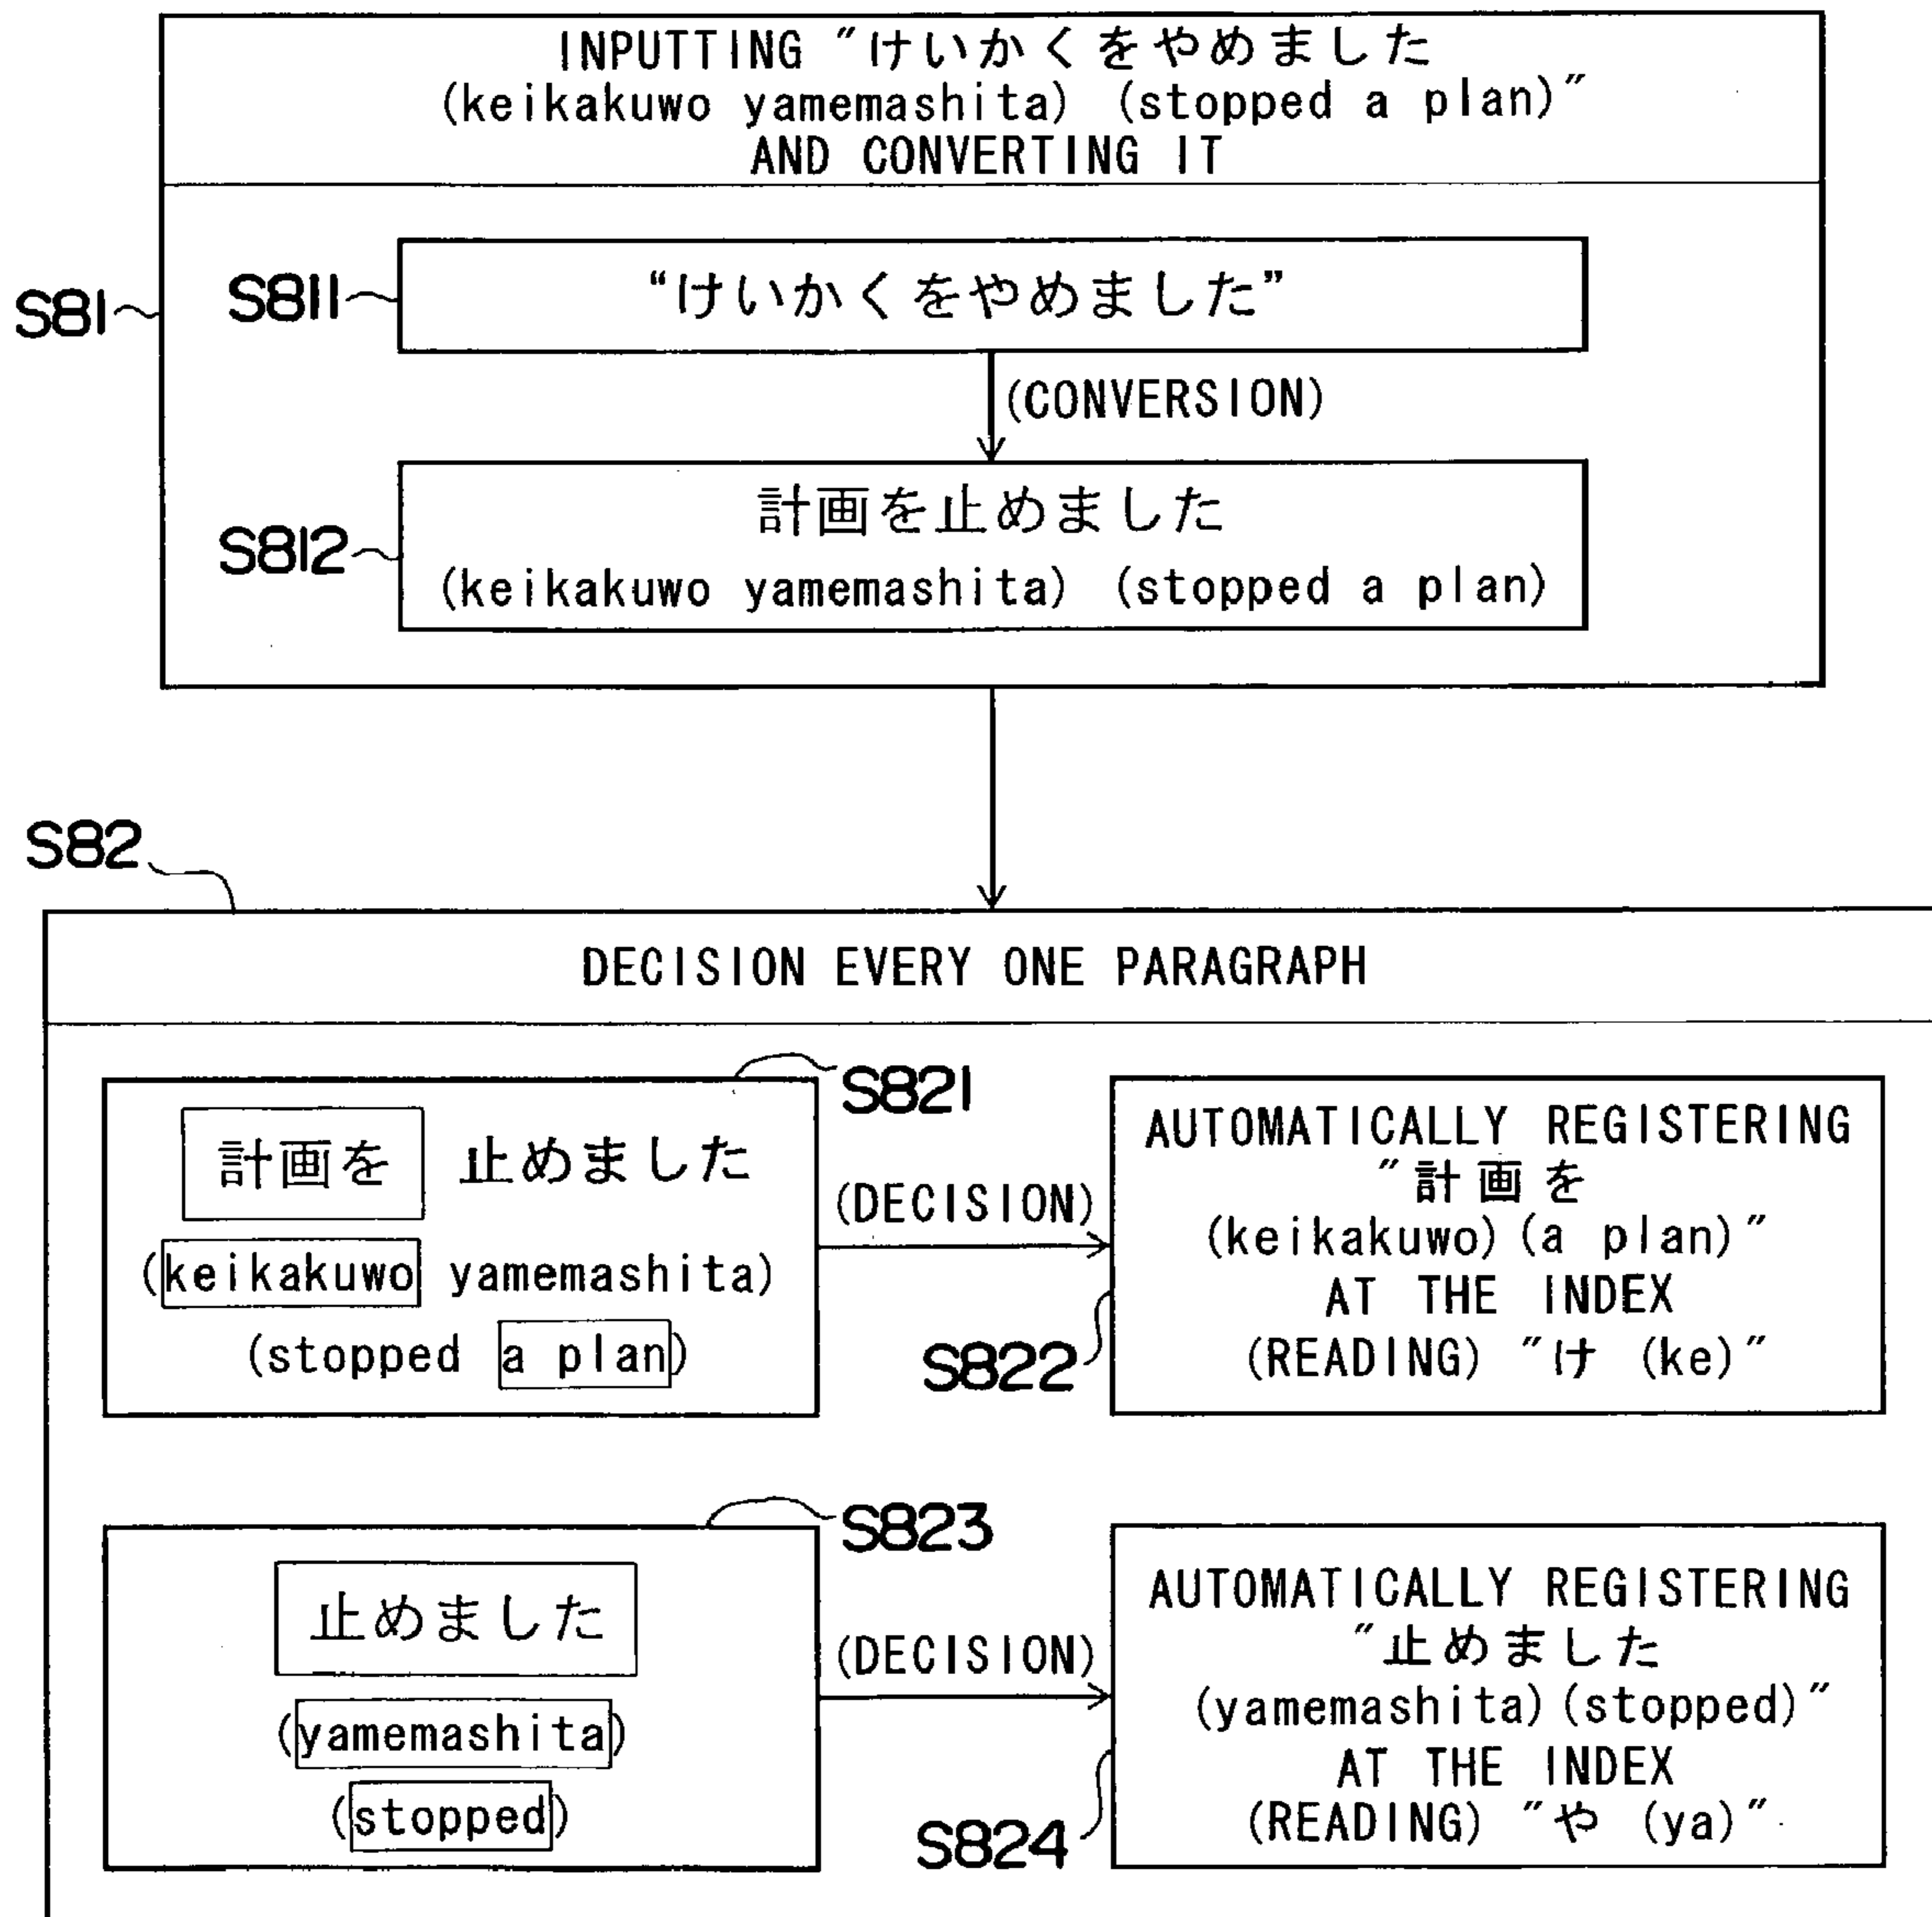 INPUTTING "けいかくをやめました
(keikakuwo yamemashita) (stopped a plan)"
AND CONVERTING IT
S81
S811
“けいかくをやめました”
(CONVERSION)
S812
計画を止めました
(keikakuwo yamemashita) (stopped a plan)
S82
DECISION EVERY ONE PARAGRAPH
S821
計画を 止めました
(keikakuwo yamemashita)
(stopped a plan)
(DECISION)
S822
AUTOMATICALLY REGISTERING
"計画を
(keikakuwo) (a plan)"
AT THE INDEX
(READING) "け (ke)"
S823
止めました
(yamemashita)
(stopped)
(DECISION)
S824
AUTOMATICALLY REGISTERING
"止めました
(yamemashita) (stopped)"
AT THE INDEX
(READING) "や (ya)"